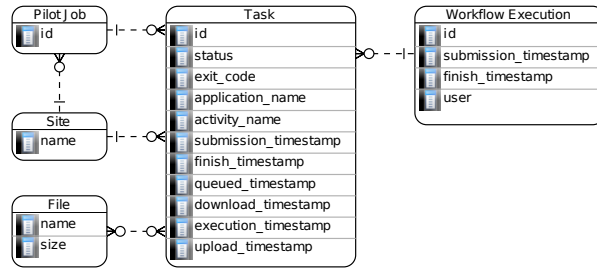 Pilot Job
id
Site
name
File
name
size
Task
id
status
exit_code
application_name
activity_name
submission_timestamp
finish_timestamp
queued_timestamp
download_timestamp
execution_timestamp
upload_timestamp
Workflow Execution
id
submission_timestamp
finish_timestamp
user